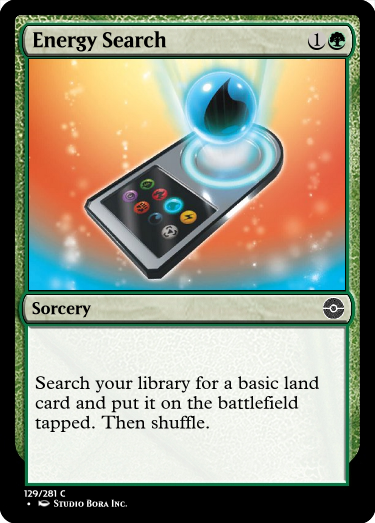 Energy Search 1
Sorcery
Search your library for a basic land
card and put it on the battlefield
tapped. Then shuffle.
129/281 C
• Studio Bora Inc.